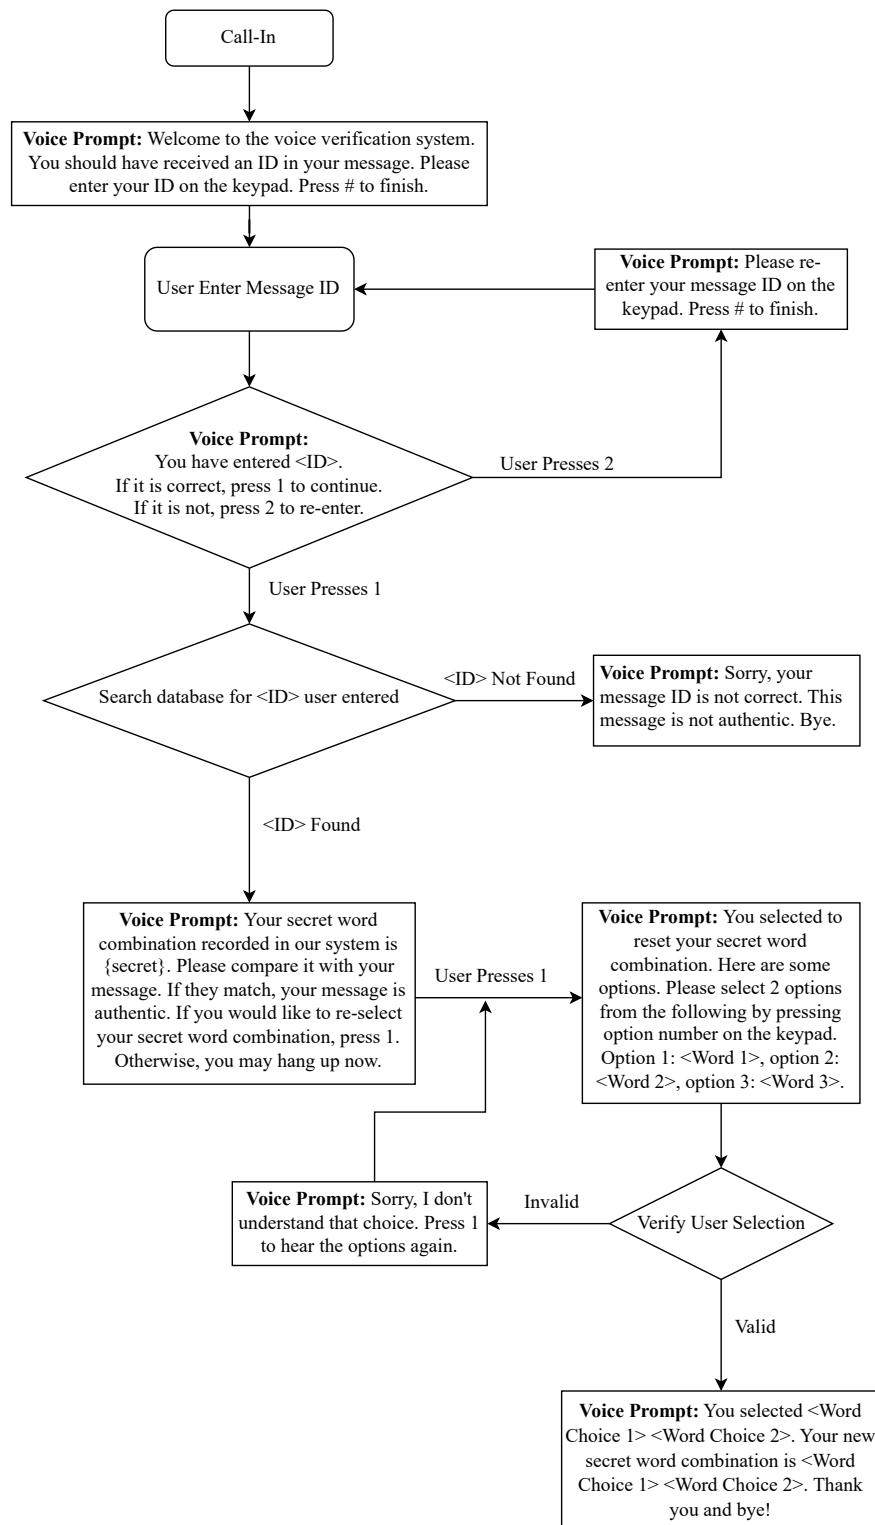 Call-In
Voice Prompt: Welcome to the voice verification system.
You should have received an ID in your message. Please
enter your ID on the keypad. Press # to finish.
User Enter Message ID
Voice Prompt: Please re-
enter your message ID on the
keypad. Press # to finish.
Voice Prompt:
You have entered <ID>.
If it is correct, press 1 to continue.
If it is not, press 2 to re-enter.
User Presses 2
User Presses 1
Search database for <ID> user entered
<ID> Not Found
Voice Prompt: Sorry, your
message ID is not correct. This
message is not authentic. Bye.
<ID> Found
Voice Prompt: Your secret word
combination recorded in our system is
{secret}. Please compare it with your
message. If they match, your message is
authentic. If you would like to re-select
your secret word combination, press 1.
Otherwise, you may hang up now.
User Presses 1
Voice Prompt: You selected to
reset your secret word
combination. Here are some
options. Please select 2 options
from the following by pressing
option number on the keypad.
Option 1: <Word 1>, option 2:
<Word 2>, option 3: <Word 3>.
Voice Prompt: Sorry, I don't
understand that choice. Press 1
to hear the options again.
Invalid
Verify User Selection
Valid
Voice Prompt: You selected <Word
Choice 1> <Word Choice 2>. Your new
secret word combination is <Word
Choice 1> <Word Choice 2>. Thank
you and bye!